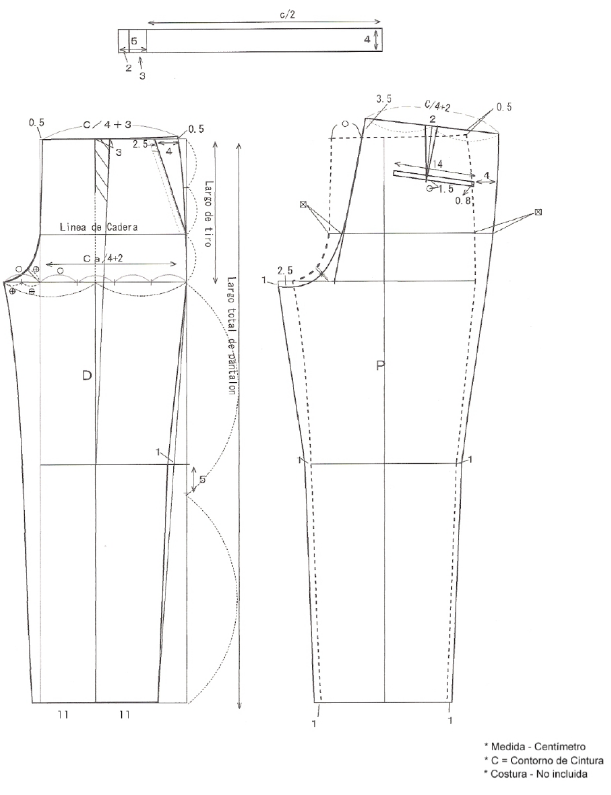 c/2
6
4
2
3
3.5
C/4+2
0.5
2
0.5
C/4+3
0.5
3
2.5
4
14
4
1.5
0.8
Largo de tiro
Línea de Cadera
Ca/4+2
1
2.5
Largo total de pantalon
D
P
1
1
1
5
11
11
1
1
* Medida - Centímetro
* C = Contorno de Cintura
* Costura - No incluida